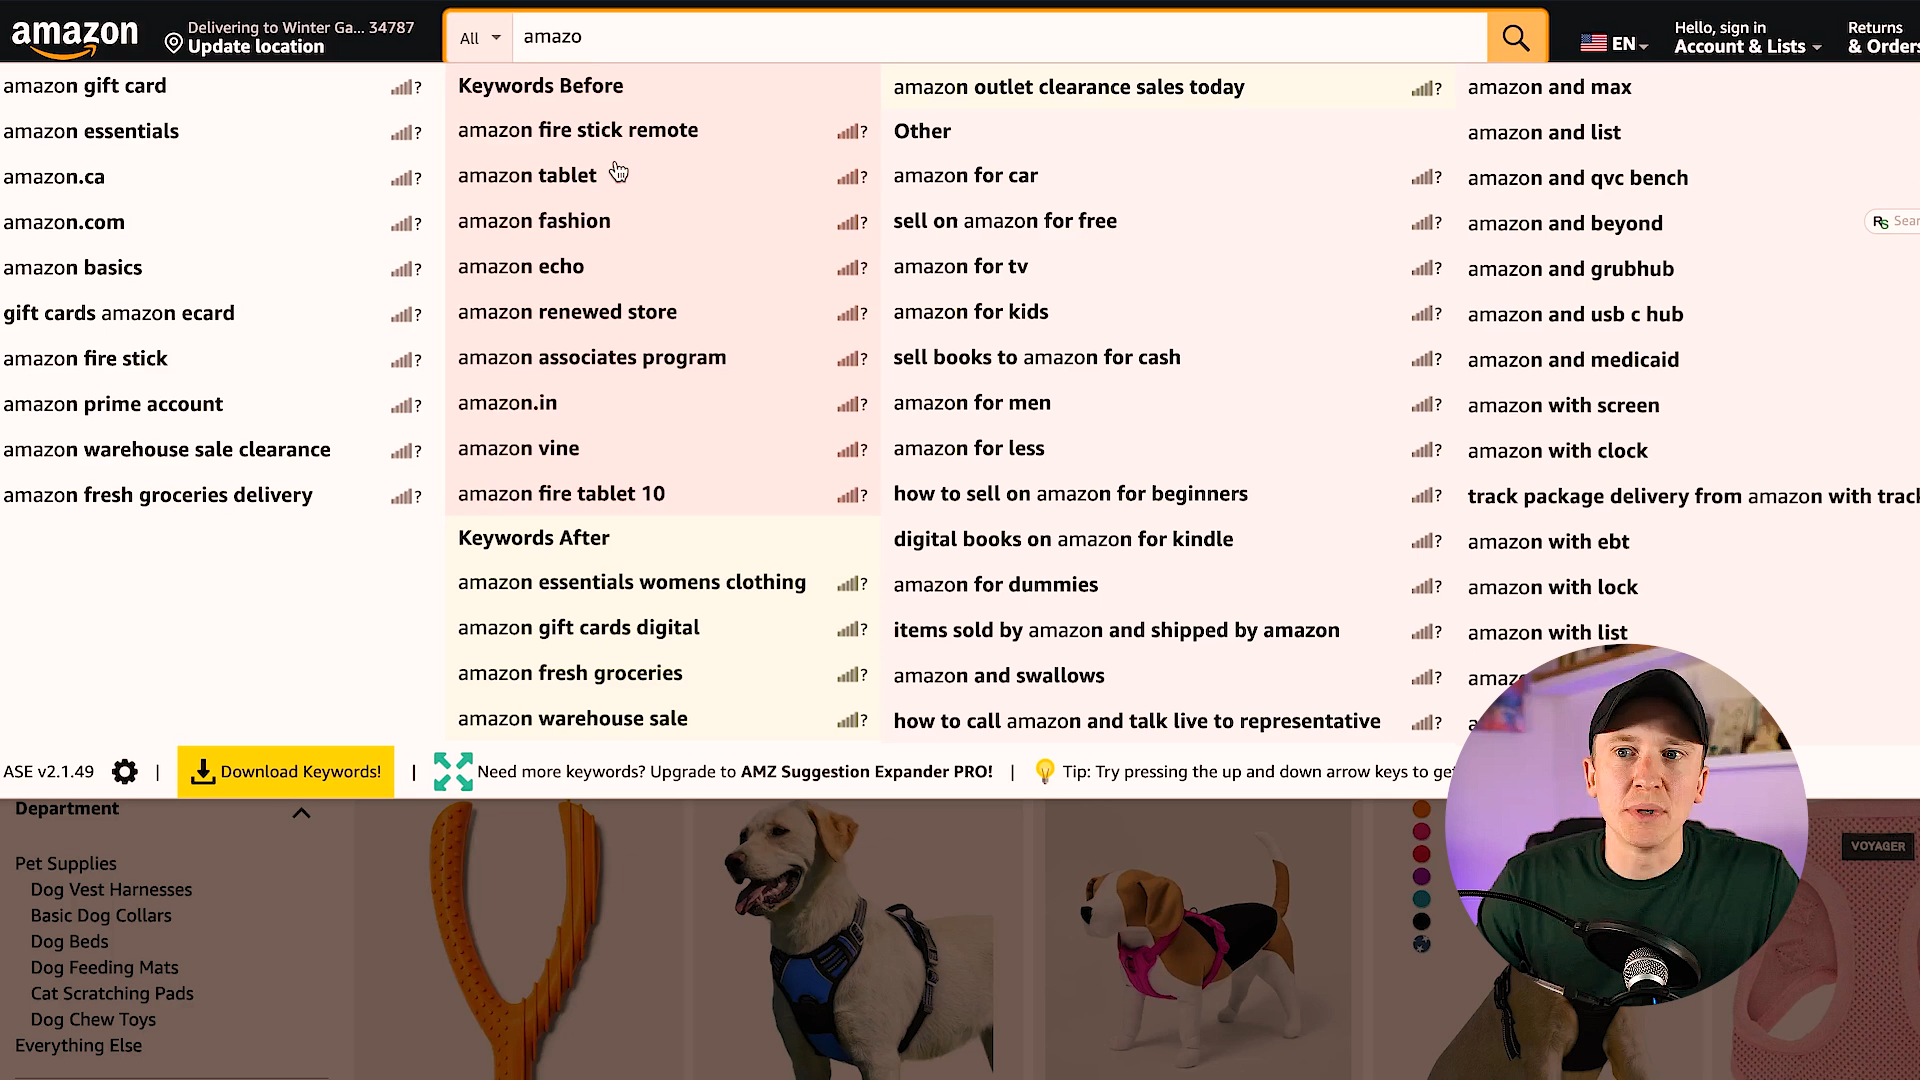 amazon
Delivering to Winter Ga... 34787
Update location
All
amazo
EN
Hello, sign in
Account & Lists
Returns
& Orders
amazon gift card
amazon essentials
amazon.ca
amazon.com
amazon basics
gift cards amazon ecard
amazon fire stick
amazon prime account
amazon warehouse sale clearance
amazon fresh groceries delivery
Keywords Before
amazon fire stick remote
amazon tablet
amazon fashion
amazon echo
amazon renewed store
amazon associates program
amazon.in
amazon vine
amazon fire tablet 10
Keywords After
amazon essentials womens clothing
amazon gift cards digital
amazon fresh groceries
amazon warehouse sale
amazon outlet clearance sales today
Other
amazon for car
sell on amazon for free
amazon for tv
amazon for kids
sell books to amazon for cash
amazon for men
amazon for less
how to sell on amazon for beginners
digital books on amazon for kindle
amazon for dummies
items sold by amazon and shipped by amazon
amazon and swallows
how to call amazon and talk live to representative
amazon and max
amazon and list
amazon and qvc bench
amazon and beyond
amazon and grubhub
amazon and usb c hub
amazon and medicaid
amazon with screen
amazon with clock
track package delivery from amazon with track
amazon with ebt
amazon with lock
amazon with list
RS Sear
ASE v2.1.49 |
Download Keywords!
| Need more keywords? Upgrade to AMZ Suggestion Expander PRO! |
Tip: Try pressing the up and down arrow keys to get
Department
Pet Supplies
Dog Vest Harnesses
Basic Dog Collars
Dog Beds
Dog Feeding Mats
Cat Scratching Pads
Dog Chew Toys
Everything Else
VOYAGER